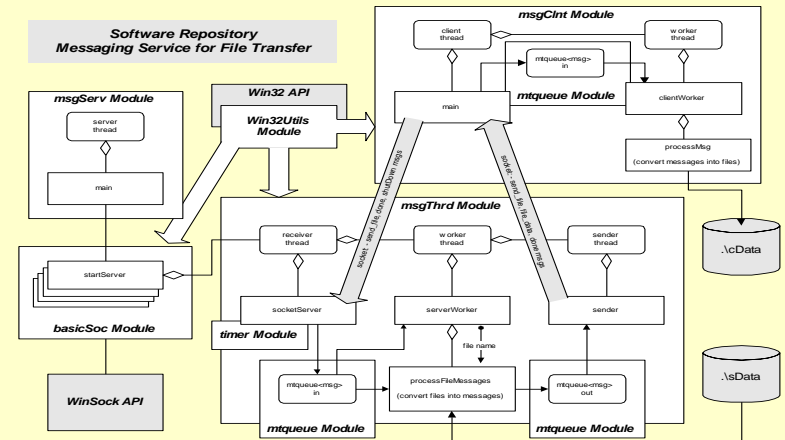 Software Repository
Messaging Service for File Transfer
msgClnt Module
client
thread
worker
thread
mtqueue<msg>
in
main
mtqueue Module
clientWorker
processMsg
(convert messages into files)
Win32 API
Win32Utils
Module
msgServ Module
server
thread
main
socket - send_file, done, shutDown msgs
socket - send_file, file_data, done msgs
msgThrd Module
receiver
thread
worker
thread
sender
thread
.\cData
startServer
basicSoc Module
socketServer
serverWorker
sender
timer Module
file name
WinSock API
mtqueue<msg>
in
processFileMessages
(convert files into messages)
mtqueue<msg>
out
.\sData
mtqueue Module
mtqueue Module